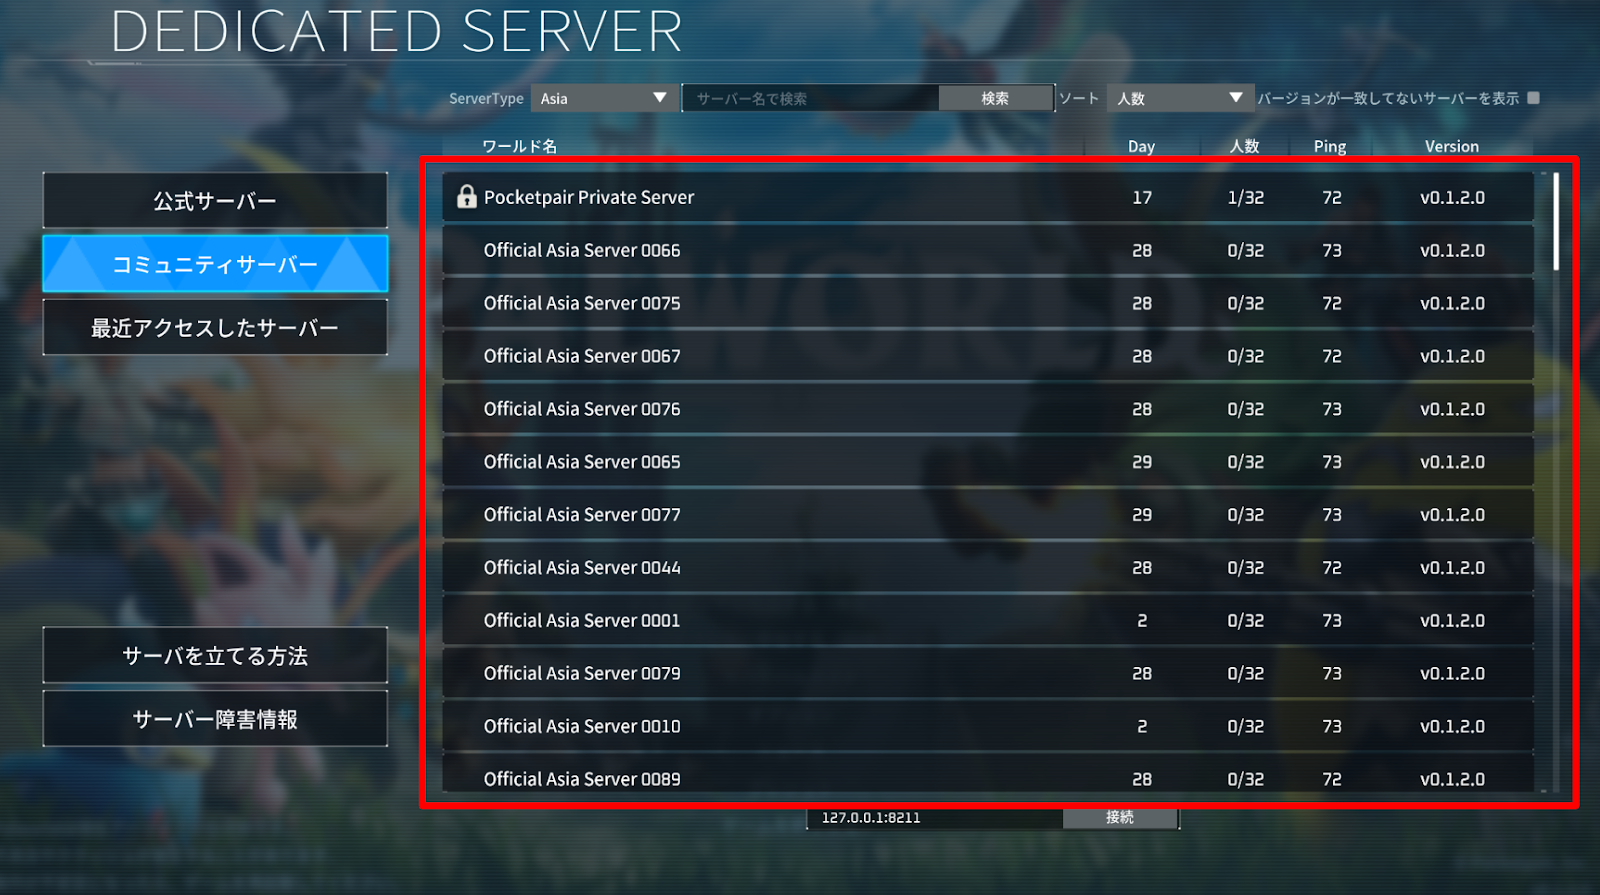 DEDICATED SERVER
ServerType Asia サーバー名で検索 検索 ソート 人数 バージョンが一致してないサーバーを表示
ワールド名 Day 人数 Ping Version
公式サーバー
コミュニティサーバー
最近アクセスしたサーバー
サーバを立てる方法
サーバー障害情報
Pocketpair Private Server 17 1/32 72 v0.1.2.0
Official Asia Server 0066 28 0/32 73 v0.1.2.0
Official Asia Server 0075 28 0/32 72 v0.1.2.0
Official Asia Server 0067 28 0/32 72 v0.1.2.0
Official Asia Server 0076 28 0/32 73 v0.1.2.0
Official Asia Server 0065 29 0/32 73 v0.1.2.0
Official Asia Server 0077 29 0/32 73 v0.1.2.0
Official Asia Server 0044 28 0/32 72 v0.1.2.0
Official Asia Server 0001 2 0/32 73 v0.1.2.0
Official Asia Server 0079 28 0/32 73 v0.1.2.0
Official Asia Server 0010 2 0/32 73 v0.1.2.0
Official Asia Server 0089 28 0/32 72 v0.1.2.0
127.0.0.1:8211 接続